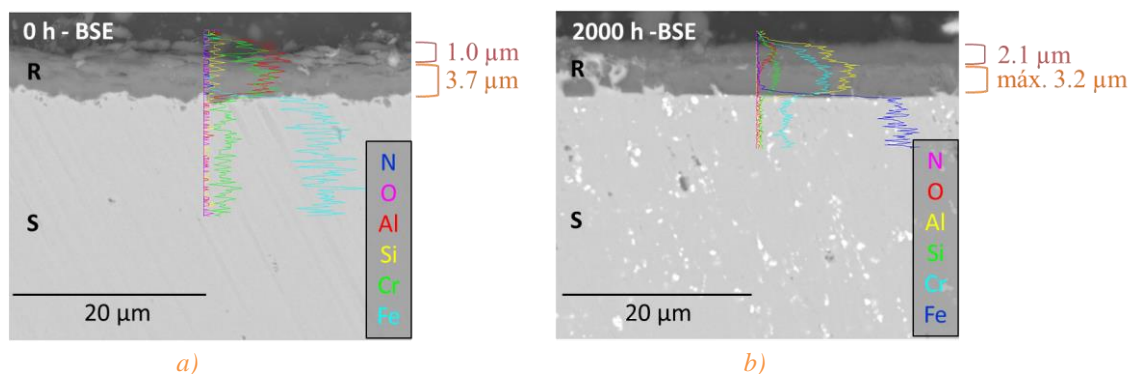 0 h - BSE
R
S
20 µm
N
O
Al
Si
Cr
Fe
1.0 µm
3.7 µm
a)
2000 h -BSE
R
S
20 µm
N
O
Al
Si
Cr
Fe
2.1 µm
máx. 3.2 µm
b)